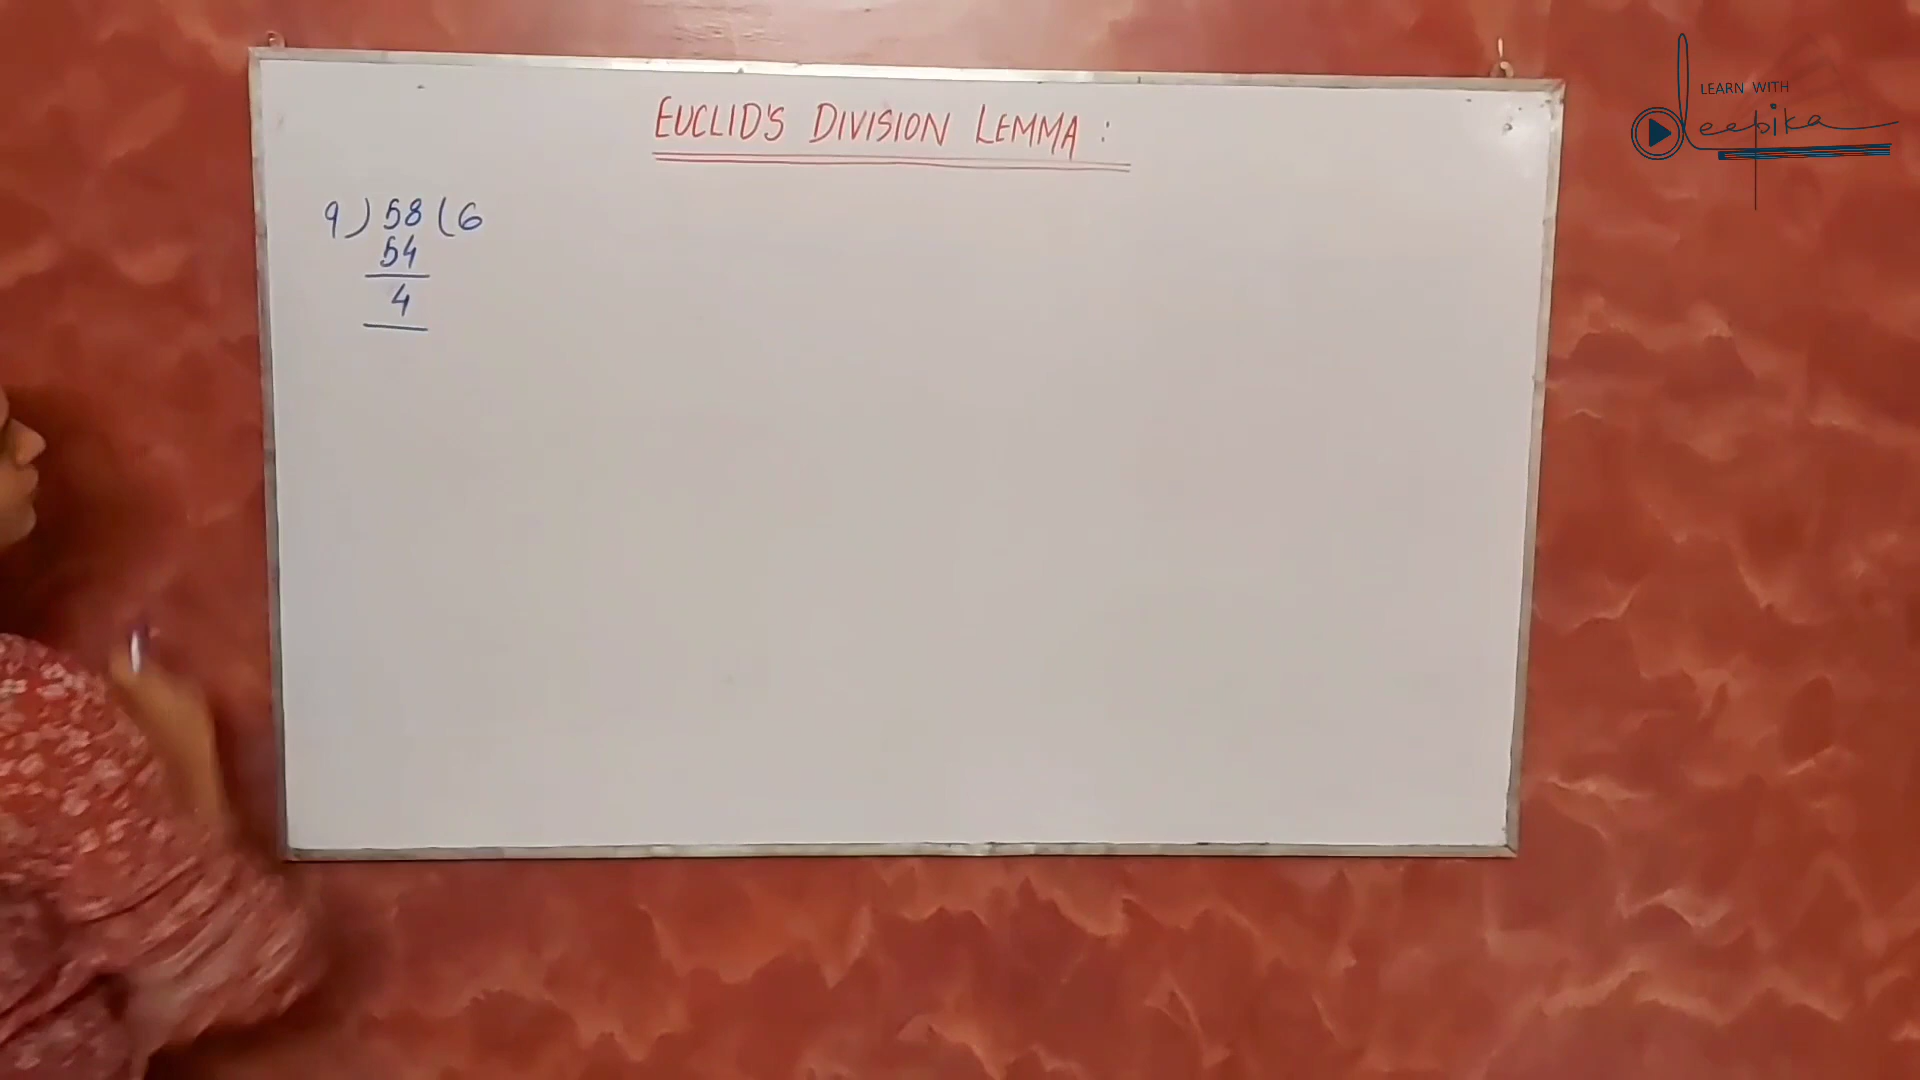 LEARN WITH
Deepika
EUCLID'S DIVISION LEMMA :
9 ) 58 ( 6
54
4